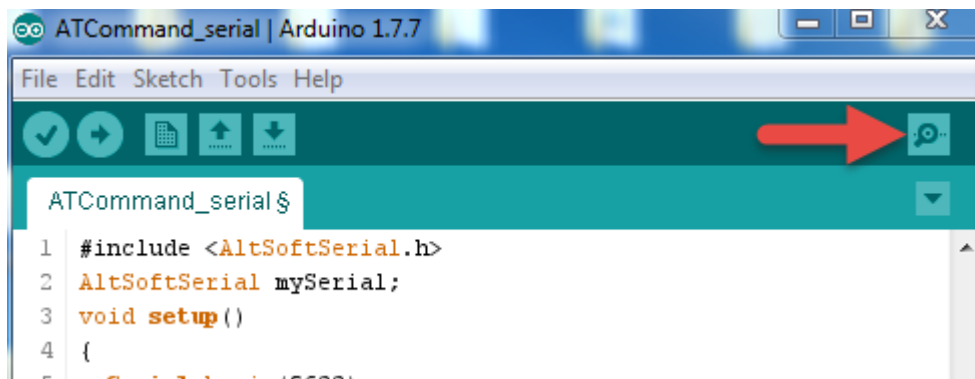 ATCommand_serial | Arduino 1.7.7
File Edit Sketch Tools Help
ATCommand_serial §
1 #include <AltSoftSerial.h>
2 AltSoftSerial mySerial;
3 void setup()
4 {